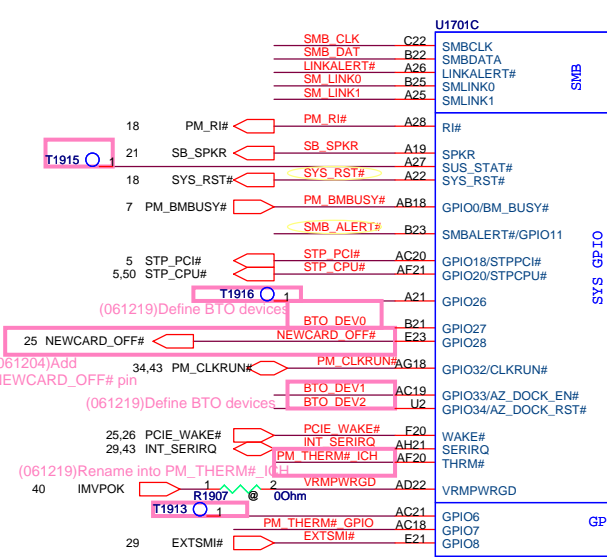 U1701C
SMB_CLK C22 SMBCLK
SMB_DAT B22 SMBDATA
LINKALERT# A26 LINKALERT#
SM_LINK0 B25 SMLINK0
SM_LINK1 A25 SMLINK1
SMB
18 PM_RI# PM_RI# A28 RI#
21 SB_SPKR SB_SPKR A19 SPKR
T1915 1 A27 SUS_STAT#
18 SYS_RST# SYS_RST# A22 SYS_RST#
7 PM_BMBUSY# PM_BMBUSY# AB18 GPIO0/BM_BUSY#
SMB_ALERT# B23 SMBALERT#/GPIO11
SYS GPIO
5 STP_PCI# STP_PCI# AC20 GPIO18/STPPCI#
5,50 STP_CPU# STP_CPU# AF21 GPIO20/STPCPU#
T1916 1 A21 GPIO26
(061219)Define BTO devices
BTO_DEV0 B21 GPIO27
25 NEWCARD_OFF# NEWCARD_OFF# E23 GPIO28
061204)Add
NEWCARD_OFF# pin
34,43 PM_CLKRUN# PM_CLKRUN# AG18 GPIO32/CLKRUN#
BTO_DEV1 AC19 GPIO33/AZ_DOCK_EN#
(061219)Define BTO devices BTO_DEV2 U2 GPIO34/AZ_DOCK_RST#
25,26 PCIE_WAKE# PCIE_WAKE# F20 WAKE#
29,43 INT_SERIRQ INT_SERIRQ AH21 SERIRQ
PM_THERM#_ICH AF20 THRM#
(061219)Rename into PM_THERM#_ICH
40 IMVPOK 1 2 VRMPWRGD AD22 VRMPWRGD
R1907 @ 0Ohm
T1913 1 AC21 GPIO6
PM_THERM#_GPIO AC18 GPIO7
29 EXTSMI# EXTSMI# E21 GPIO8
GP